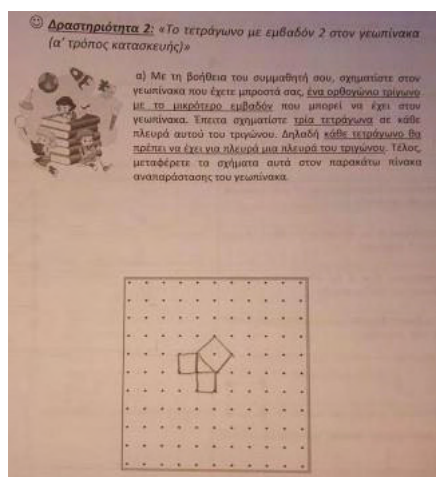 Δραστηριότητα 2: «Το τετράγωνο με εμβαδόν 2 στον γεωπίνακα
(α' τρόπος κατασκευής)»
α) Με τη βοήθεια του συμμαθητή σου, σχηματίστε στον
γεωπίνακα που έχετε μπροστά σας, ένα ορθογώνιο τρίγωνο
με το μικρότερο εμβαδόν που μπορεί να έχει στον
γεωπίνακα. Έπειτα σχηματίστε τρία τετράγωνα σε κάθε
πλευρά αυτού του τριγώνου. Δηλαδή κάθε τετράγωνο θα
πρέπει να έχει για πλευρά μια πλευρά του τριγώνου. Τέλος,
μεταφέρετε τα σχήματα αυτά στον παρακάτω πίνακα
αναπαράστασης του γεωπίνακα.